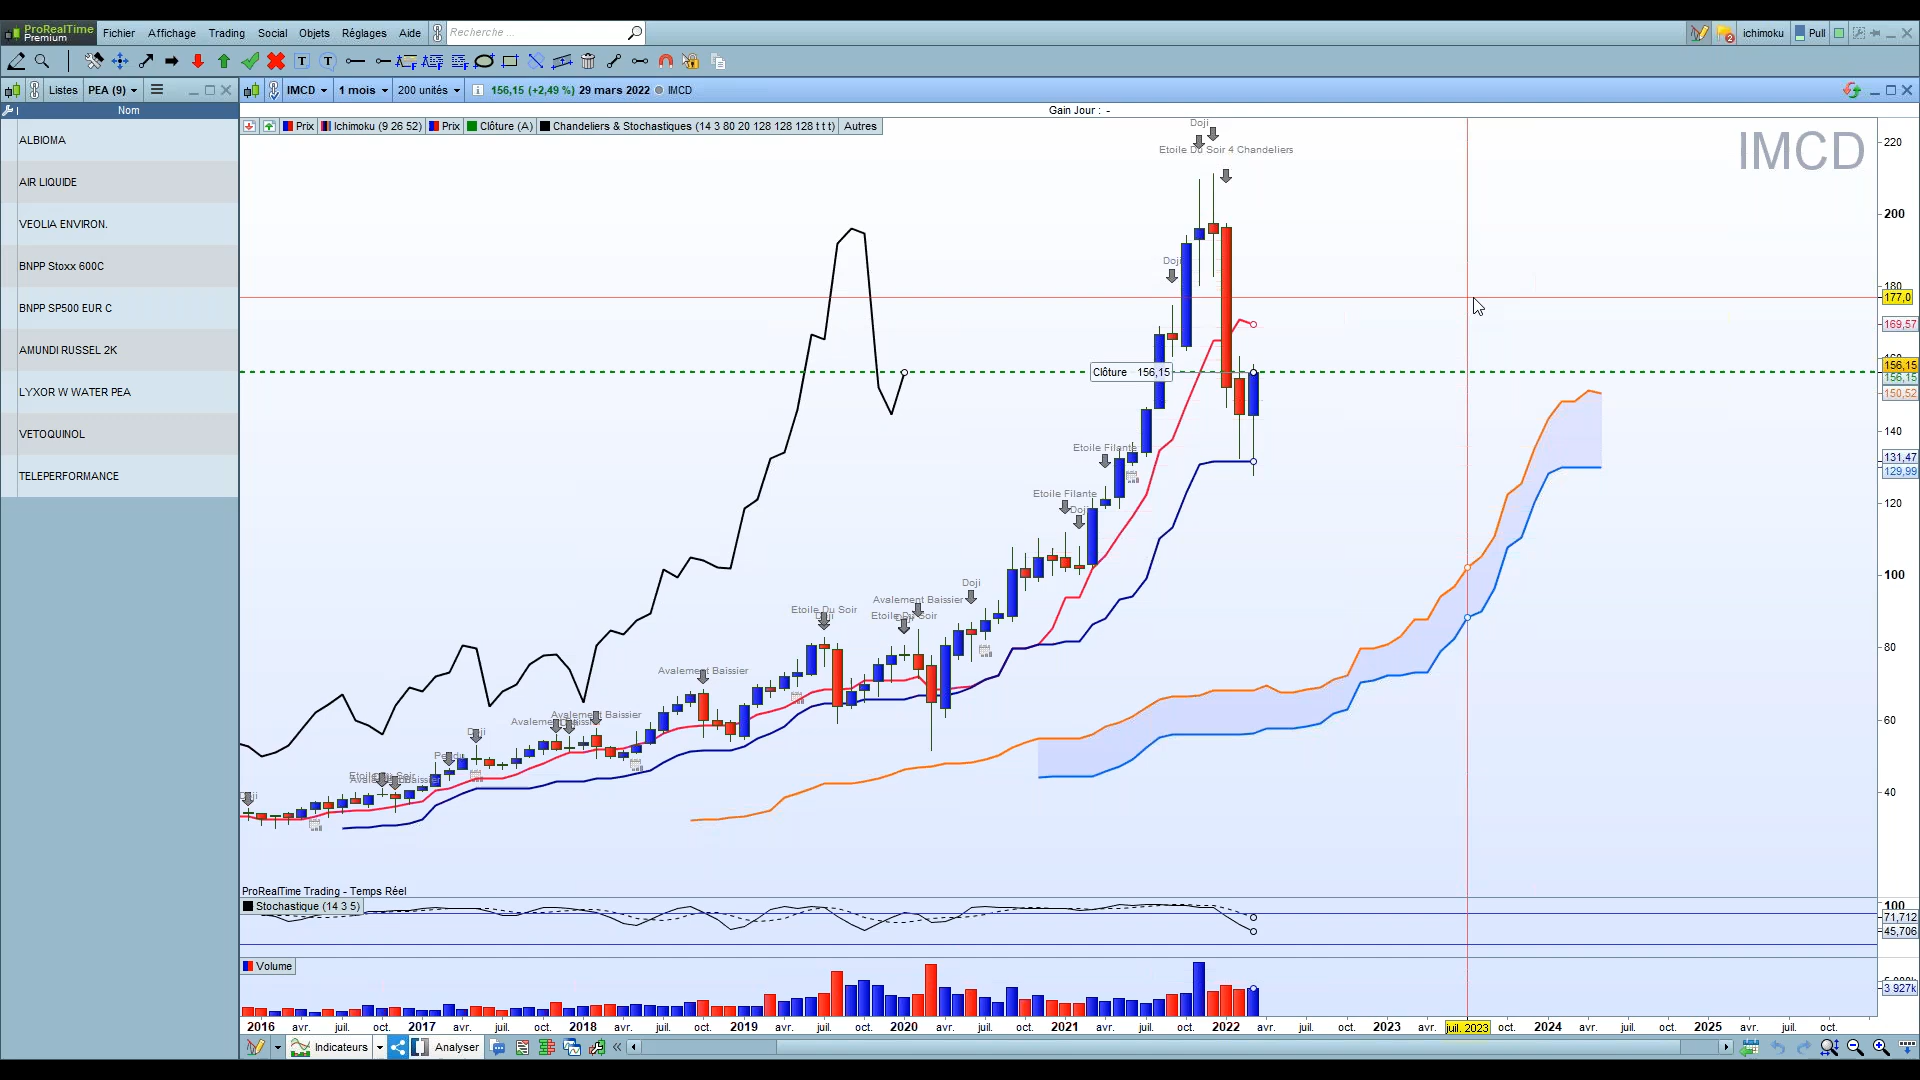 ProRealTime
Premium
Fichier Affichage Trading Social Objets Réglages Aide
Recherche ...
2 ichimoku Pull
T T
Listes PEA (9)
IMCD 1 mois 200 unités i 156,15 (+2,49 %) 29 mars 2022 IMCD
Nom
ALBIOMA
AIR LIQUIDE
VEOLIA ENVIRON.
BNPP Stoxx 600C
BNPP SP500 EUR C
AMUNDI RUSSEL 2K
LYXOR W WATER PEA
VETOQUINOL
TELEPERFORMANCE
Gain Jour : -
Prix Ichimoku (9 26 52) Prix Clôture (A) Chandeliers & Stochastiques (14 3 80 20 128 128 128 t t t) Autres
IMCD
Doji
Etoile Du Soir 4 Chandeliers
Doji
Clôture 156,15
Etoile Filante
Etoile Filante
Doji
Doji
Avalement Baissier
Etoile Du Soir
Doji
Etoile Du Soir
Avalement Baissier
Avalement Baissier
Doji
Doji
220
200
180
177,0
169,57
156,15
156,15
150,52
140
131,47
129,99
120
100
80
60
40
ProRealTime Trading - Temps Réel
Stochastique (14 3 5)
100
71,712
45,706
Volume
3 927k
2016 avr. juil. oct. 2017 avr. juil. oct. 2018 avr. juil. oct. 2019 avr. juil. oct. 2020 avr. juil. oct. 2021 avr. juil. oct. 2022 avr. juil. oct. 2023 avr. juil. 2023 oct. 2024 avr. juil. oct. 2025 avr. juil. oct.
Indicateurs Analyser